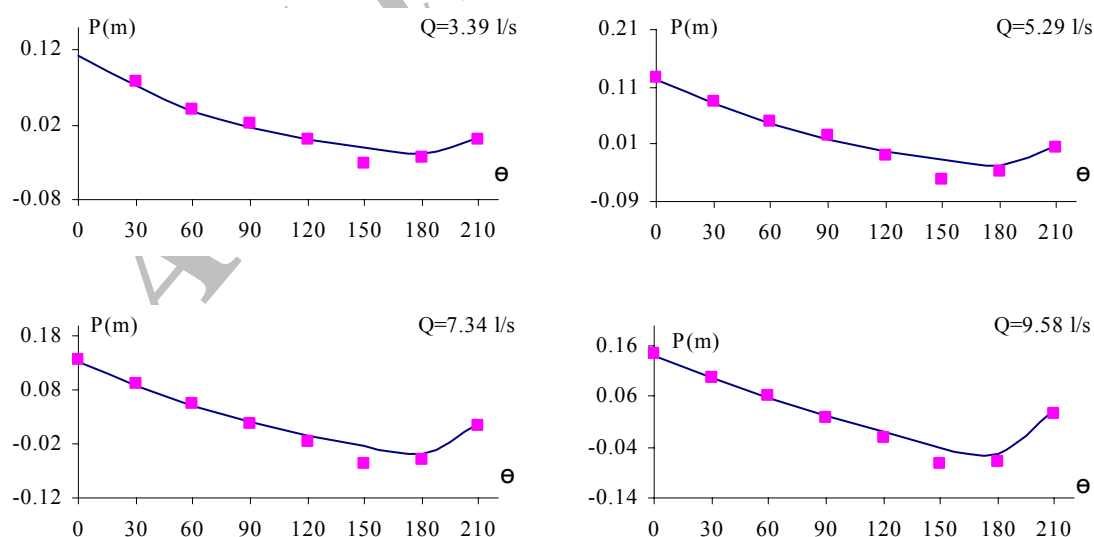 P(m) Q=3.39 l/s
0.12
0.02
-0.08
θ
0 30 60 90 120 150 180 210
P(m) Q=5.29 l/s
0.21
0.11
0.01
-0.09
θ
0 30 60 90 120 150 180 210
P(m) Q=7.34 l/s
0.18
0.08
-0.02
-0.12
θ
0 30 60 90 120 150 180 210
P(m) Q=9.58 l/s
0.16
0.06
-0.04
-0.14
θ
0 30 60 90 120 150 180 210